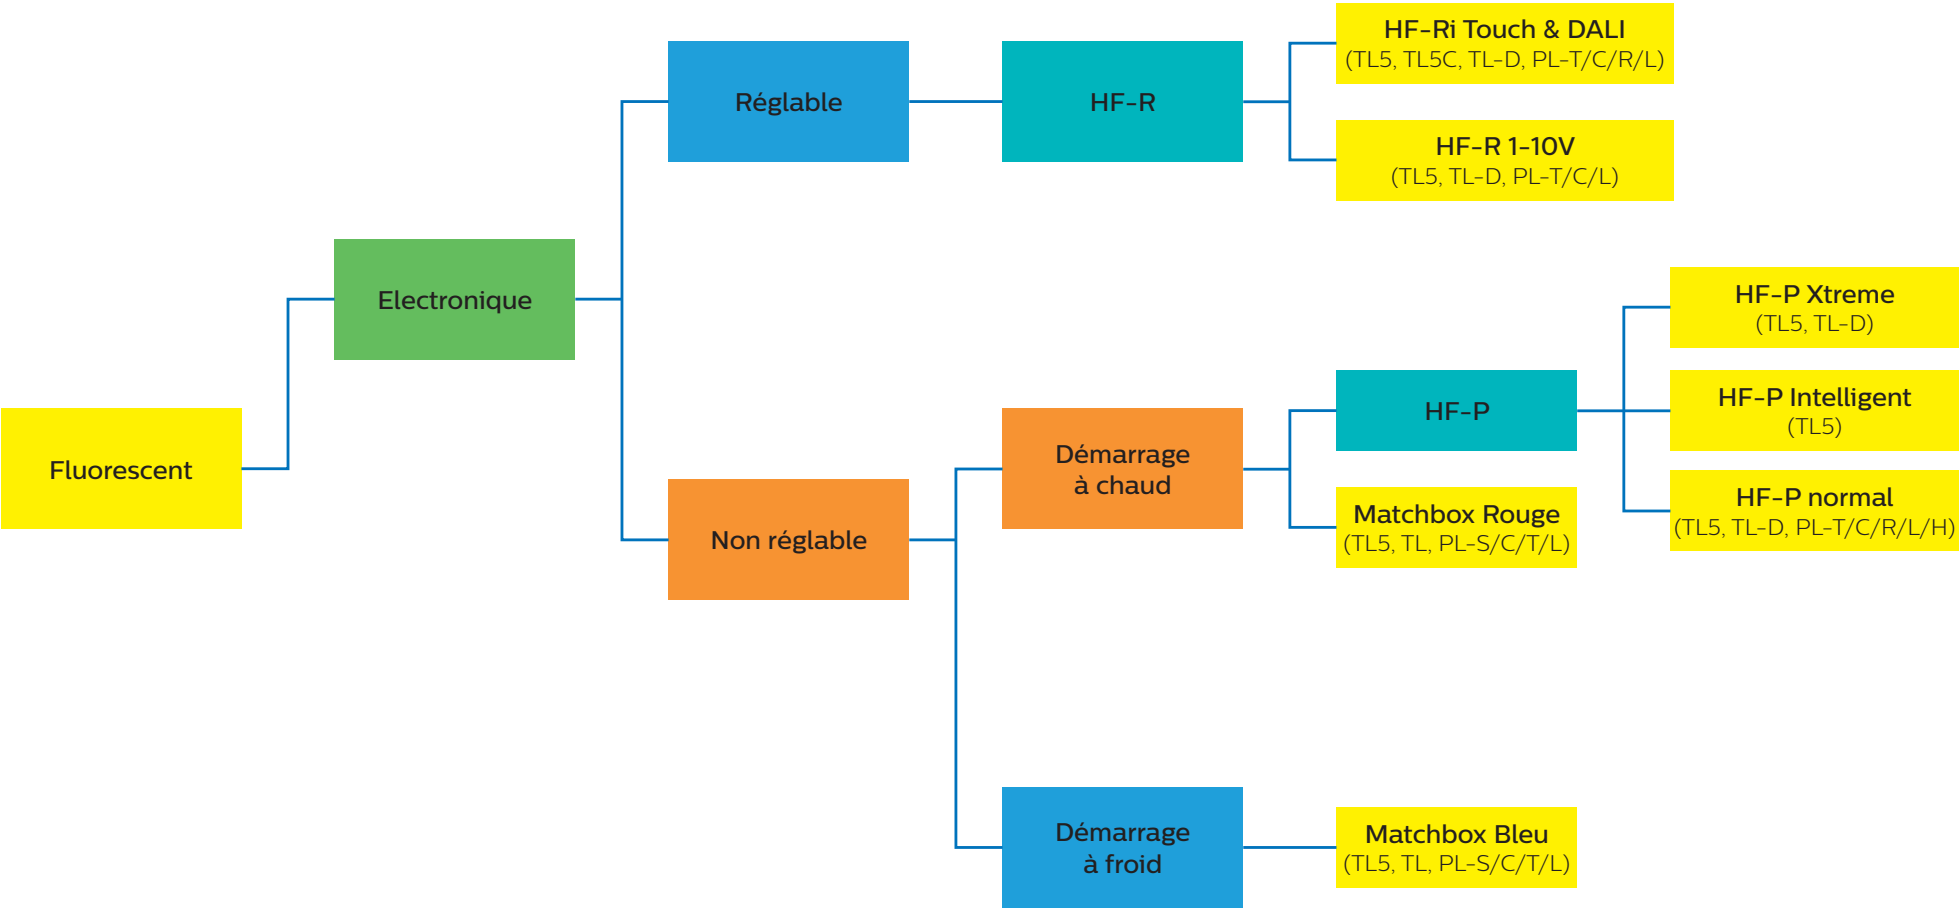 Fluorescent
Electronique
Réglable
HF-R
HF-Ri Touch & DALI
(TL5, TL5C, TL-D, PL-T/C/R/L)
HF-R 1-10V
(TL5, TL-D, PL-T/C/L)
Non réglable
Démarrage
à chaud
HF-P
HF-P Xtreme
(TL5, TL-D)
HF-P Intelligent
(TL5)
HF-P normal
(TL5, TL-D, PL-T/C/R/L/H)
Matchbox Rouge
(TL5, TL, PL-S/C/T/L)
Démarrage
à froid
Matchbox Bleu
(TL5, TL, PL-S/C/T/L)